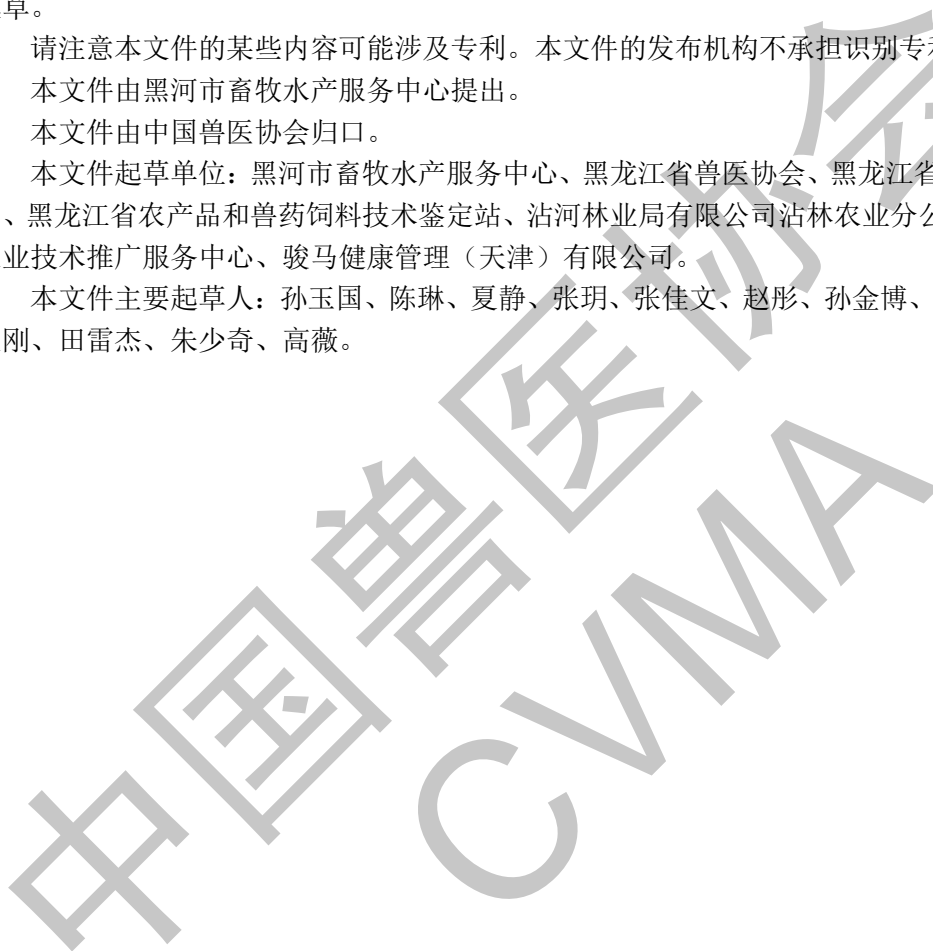 草。
请注意本文件的某些内容可能涉及专利。本文件的发布机构不承担识别专
本文件由黑河市畜牧水产服务中心提出。
本文件由中国兽医协会归口。
本文件起草单位：黑河市畜牧水产服务中心、黑龙江省兽医协会、黑龙江省
、黑龙江省农产品和兽药饲料技术鉴定站、沾河林业局有限公司沾林农业分公
业技术推广服务中心、骏马健康管理（天津）有限公司。
本文件主要起草人：孙玉国、陈琳、夏静、张玥、张佳文、赵彤、孙金博、
刚、田雷杰、朱少奇、高薇。
中国兽医协会
CVMA